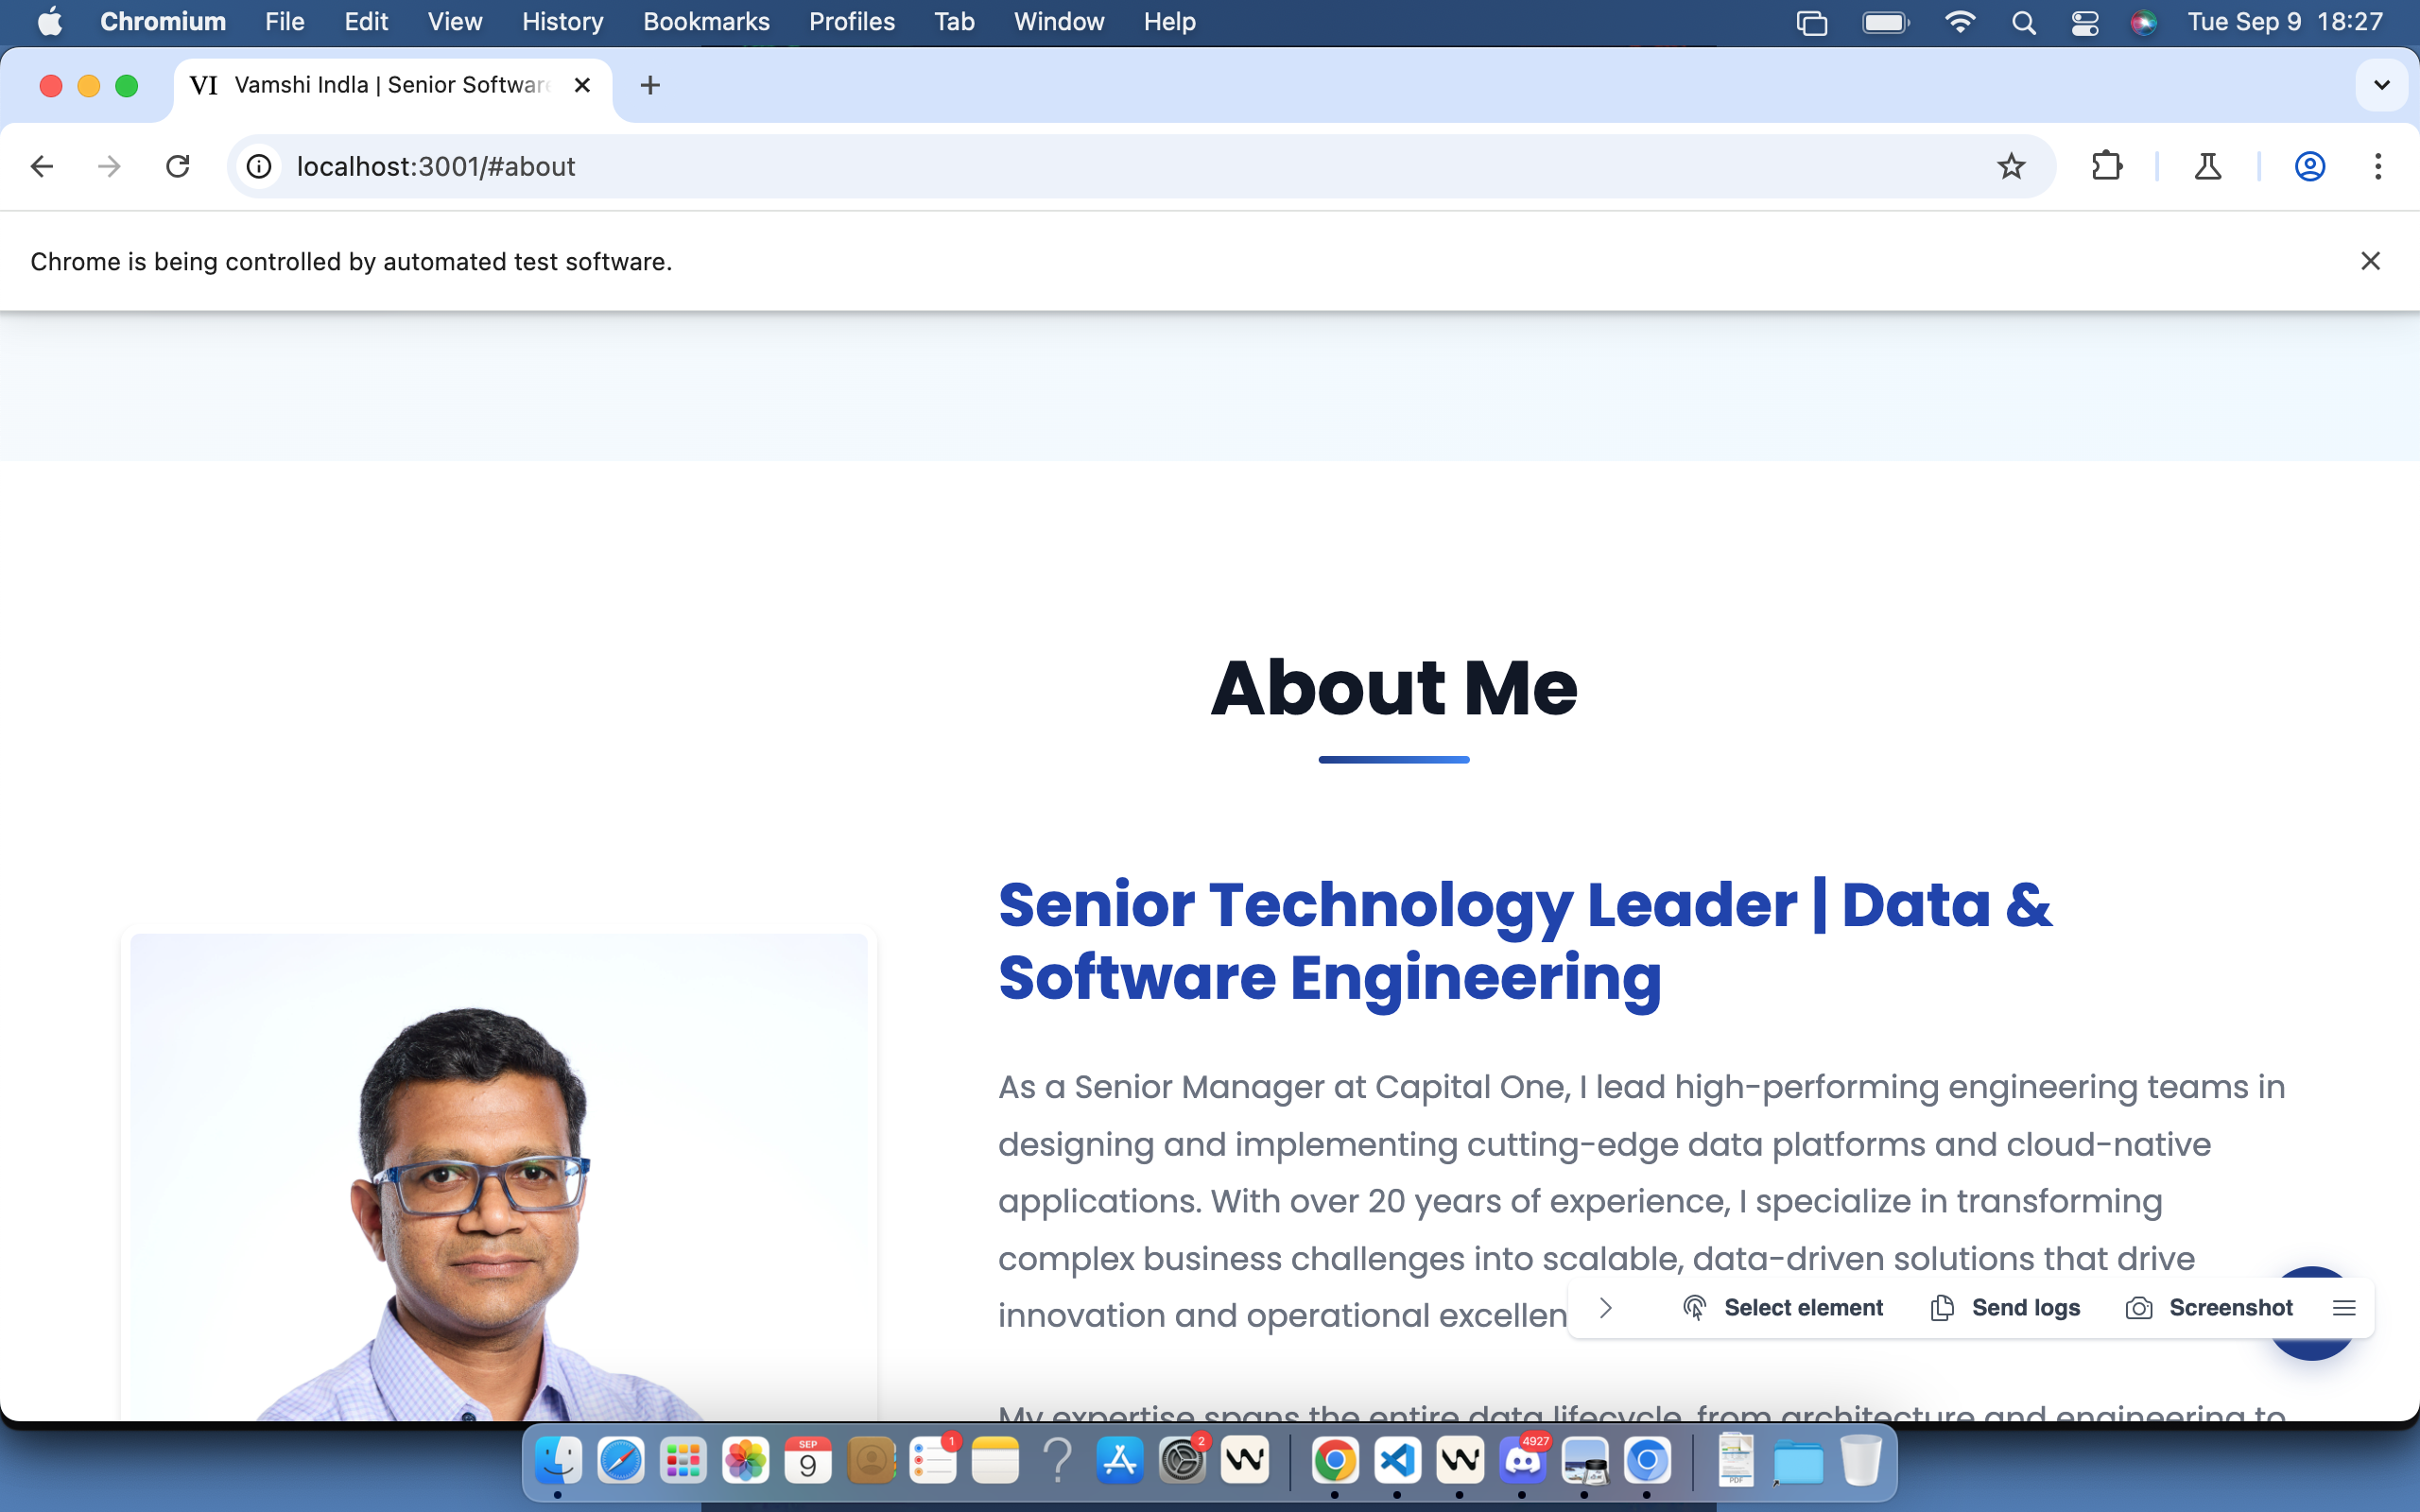 Chromium File Edit View History Bookmarks Profiles Tab Window Help Tue Sep 9 18:27
VI Vamshi Indla | Senior Softwar
localhost:3001/#about
Chrome is being controlled by automated test software.
About Me
Senior Technology Leader | Data &
Software Engineering
As a Senior Manager at Capital One, I lead high-performing engineering teams in
designing and implementing cutting-edge data platforms and cloud-native
applications. With over 20 years of experience, I specialize in transforming
complex business challenges into scalable, data-driven solutions that drive
innovation and operational excellen
Select element Send logs Screenshot
My expertise spans the entire data lifecycle, from architecture and engineering to
SEP
9
1
2
4927
PDF